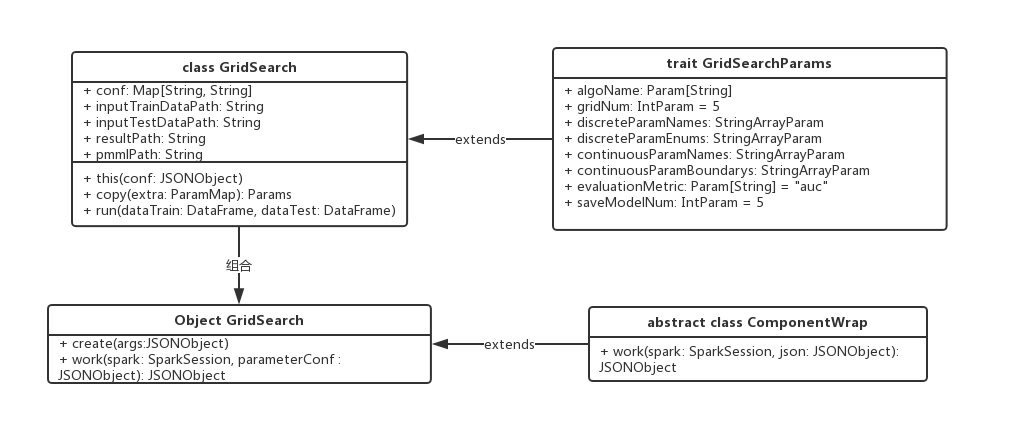 class GridSearch
+ conf: Map[String, String]
+ inputTrainDataPath: String
+ inputTestDataPath: String
+ resultPath: String
+ pmmlPath: String
+ this(conf: JSONObject)
+ copy(extra: ParamMap): Params
+ run(dataTrain: DataFrame, dataTest: DataFrame)
extends
trait GridSearchParams
+ algoName: Param[String]
+ gridNum: IntParam = 5
+ discreteParamNames: StringArrayParam
+ discreteParamEnums: StringArrayParam
+ continuousParamNames: StringArrayParam
+ continuousParamBoundarys: StringArrayParam
+ evaluationMetric: Param[String] = "auc"
+ saveModelNum: IntParam = 5
组合
Object GridSearch
+ create(args:JSONObject)
+ work(spark: SparkSession, parameterConf :
JSONObject): JSONObject
extends
abstract class ComponentWrap
+ work(spark: SparkSession, json: JSONObject):
JSONObject